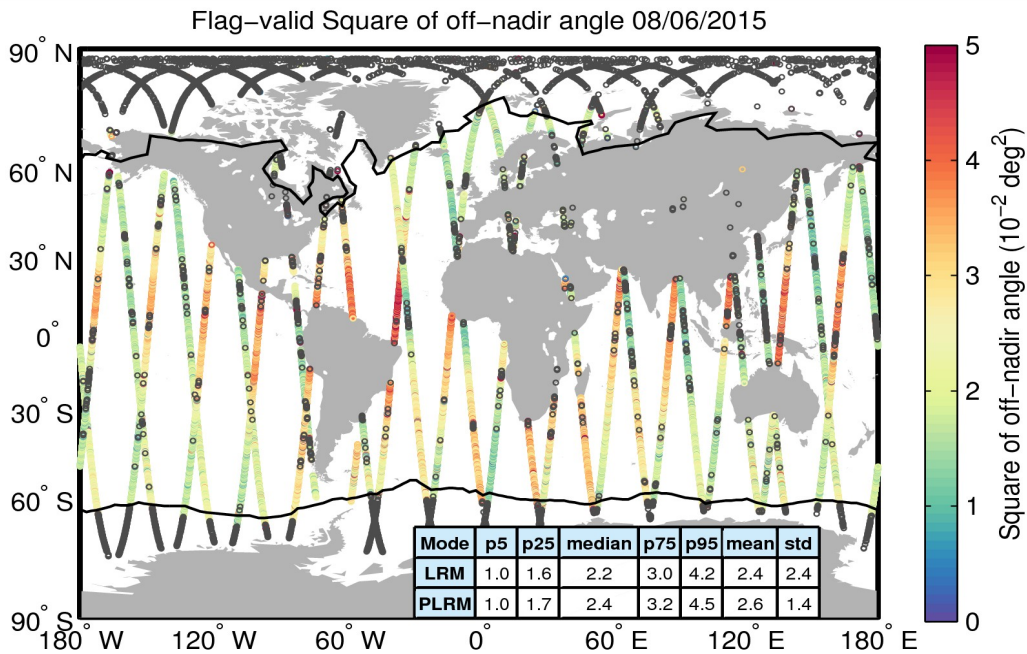 Flag−valid Square of off−nadir angle 08/06/2015
90° N
60° N
30° N
0°
30° S
60° S
90° S
180° W
120° W
60° W
0°
60° E
120° E
180° E
Mode p5 p25 median p75 p95 mean std
LRM 1.0 1.6 2.2 3.0 4.2 2.4 2.4
PLRM 1.0 1.7 2.4 3.2 4.5 2.6 1.4
5
4
3
2
1
0
Square of off−nadir angle (10⁻² deg²)